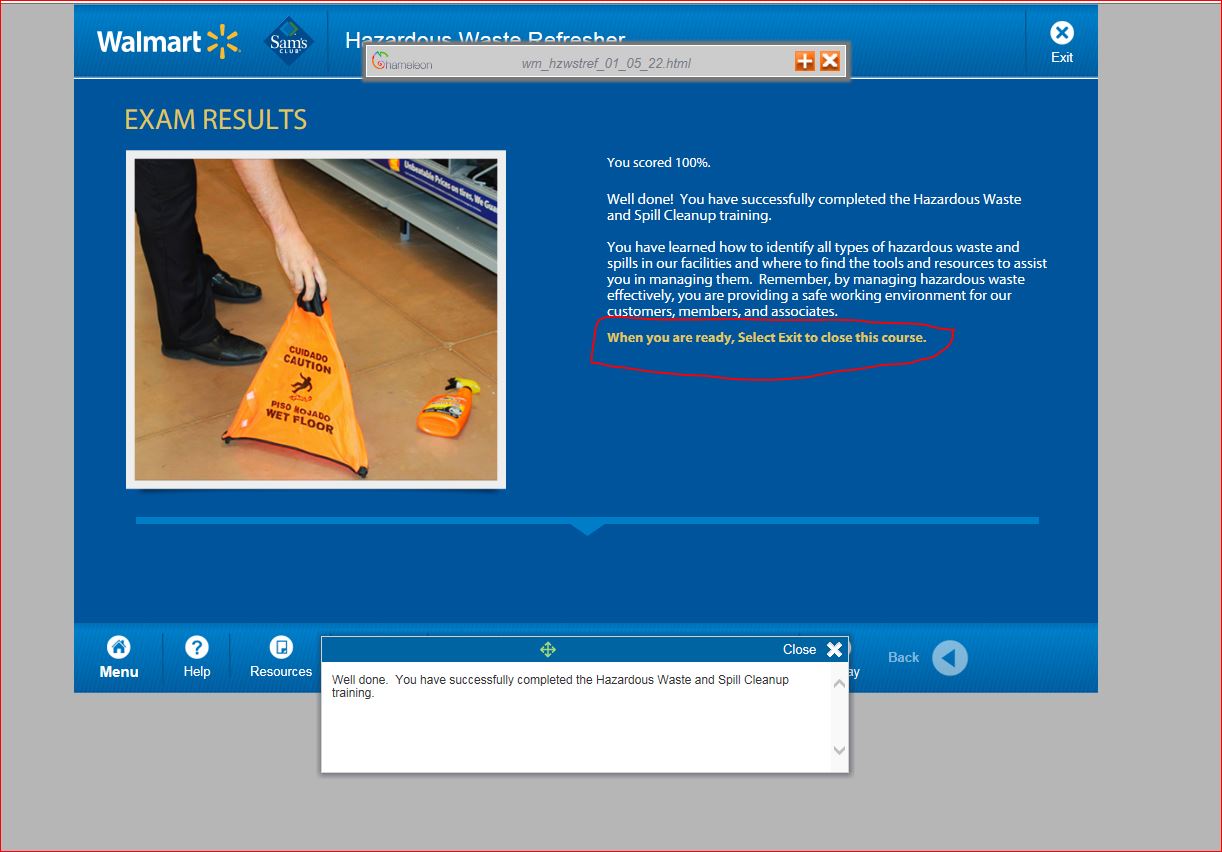 Walmart
Sam's
CLUB
Hazardous Waste Refresher
Chameleon
wm_hzwstref_01_05_22.html
Exit
EXAM RESULTS
Unbeatable Prices on tires, We Gua
CUIDADO
CAUTION
PISO MOJADO
WET FLOOR
You scored 100%.
Well done!  You have successfully completed the Hazardous Waste
and Spill Cleanup training.
You have learned how to identify all types of hazardous waste and
spills in our facilities and where to find the tools and resources to assist
you in managing them.  Remember, by managing hazardous waste
effectively, you are providing a safe working environment for our
customers, members, and associates.
When you are ready, Select Exit to close this course.
Menu
Help
Resources
Close
ay
Back
Well done.  You have successfully completed the Hazardous Waste and Spill Cleanup
training.